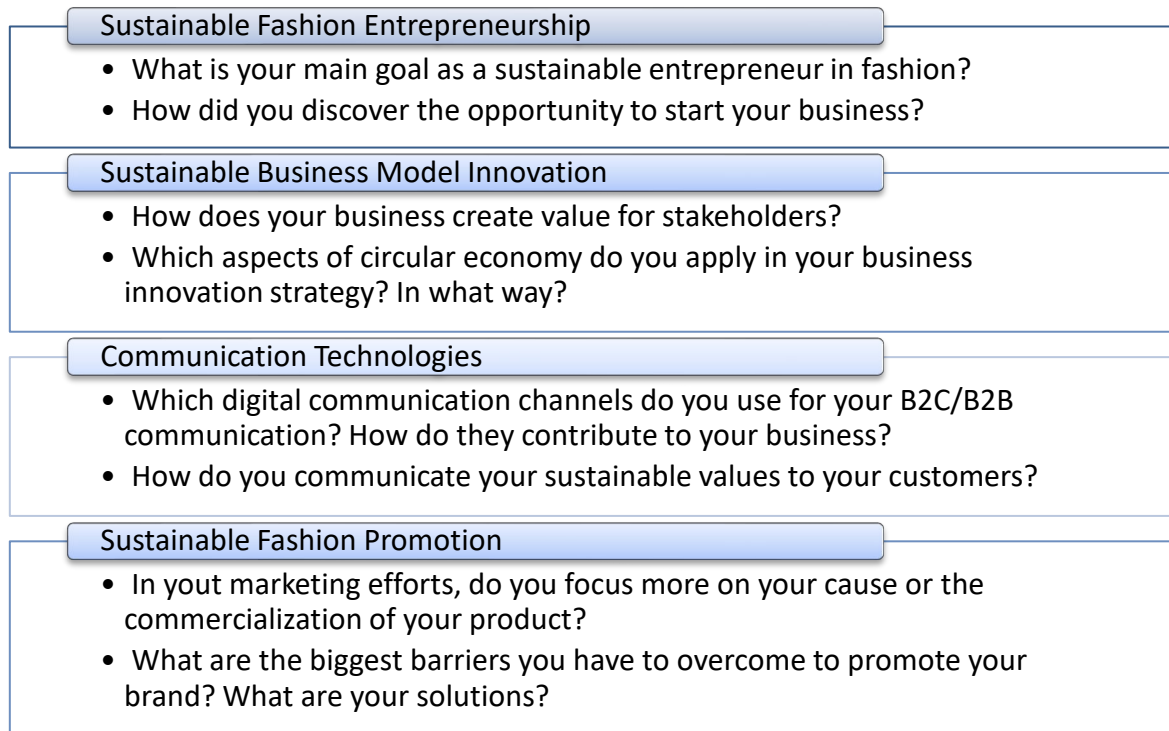 Sustainable Fashion Entrepreneurship
• What is your main goal as a sustainable entrepreneur in fashion?
• How did you discover the opportunity to start your business?
Sustainable Business Model Innovation
• How does your business create value for stakeholders?
• Which aspects of circular economy do you apply in your business
innovation strategy? In what way?
Communication Technologies
• Which digital communication channels do you use for your B2C/B2B
communication? How do they contribute to your business?
• How do you communicate your sustainable values to your customers?
Sustainable Fashion Promotion
• In yout marketing efforts, do you focus more on your cause or the
commercialization of your product?
• What are the biggest barriers you have to overcome to promote your
brand? What are your solutions?